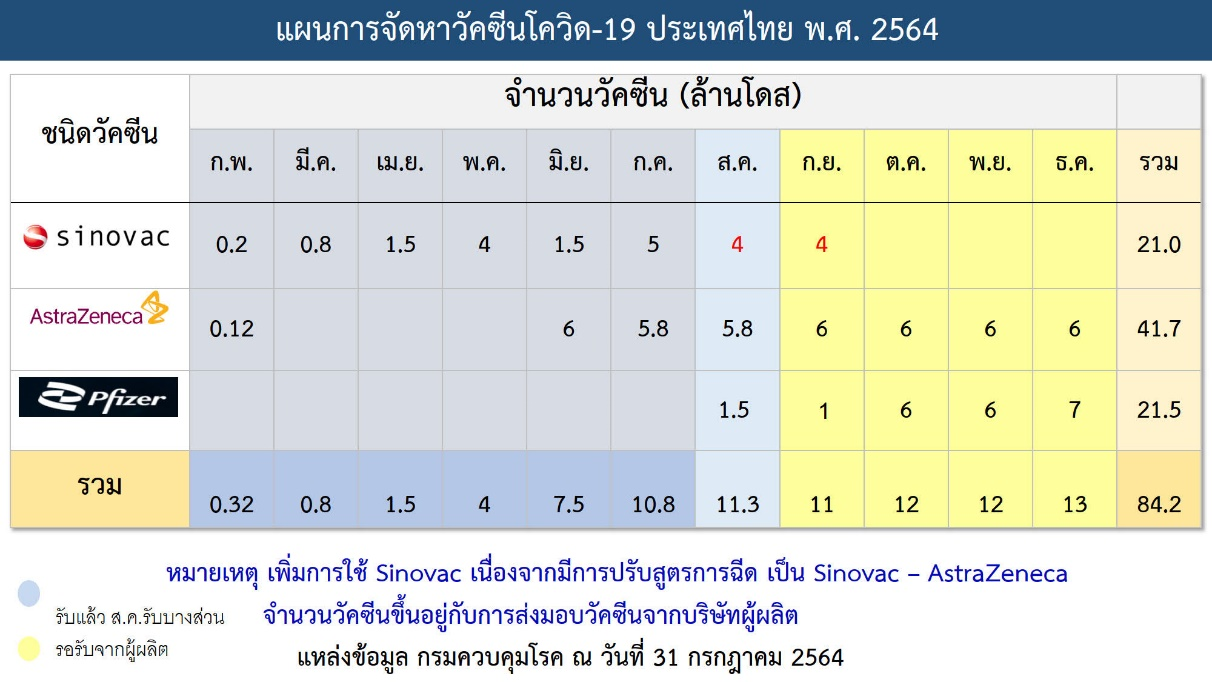 แผนการจัดหาวัคซีนโควิด-19 ประเทศไทย พ.ศ. 2564
ชนิดวัคซีน จำนวนวัคซีน (ล้านโดส)
ก.พ. มี.ค. เม.ย. พ.ค. มิ.ย. ก.ค. ส.ค. ก.ย. ต.ค. พ.ย. ธ.ค. รวม
sinovac 0.2 0.8 1.5 4 1.5 5 4 4 21.0
AstraZeneca 0.12 6 5.8 5.8 6 6 6 6 41.7
Pfizer 1.5 1 6 6 7 21.5
รวม 0.32 0.8 1.5 4 7.5 10.8 11.3 11 12 12 13 84.2
หมายเหตุ เพิ่มการใช้ Sinovac เนื่องจากมีการปรับสูตรการฉีด เป็น Sinovac – AstraZeneca
รับแล้ว ส.ค.รับบางส่วน จำนวนวัคซีนขึ้นอยู่กับการส่งมอบวัคซีนจากบริษัทผู้ผลิต
รอรับจากผู้ผลิต แหล่งข้อมูล กรมควบคุมโรค ณ วันที่ 31 กรกฎาคม 2564